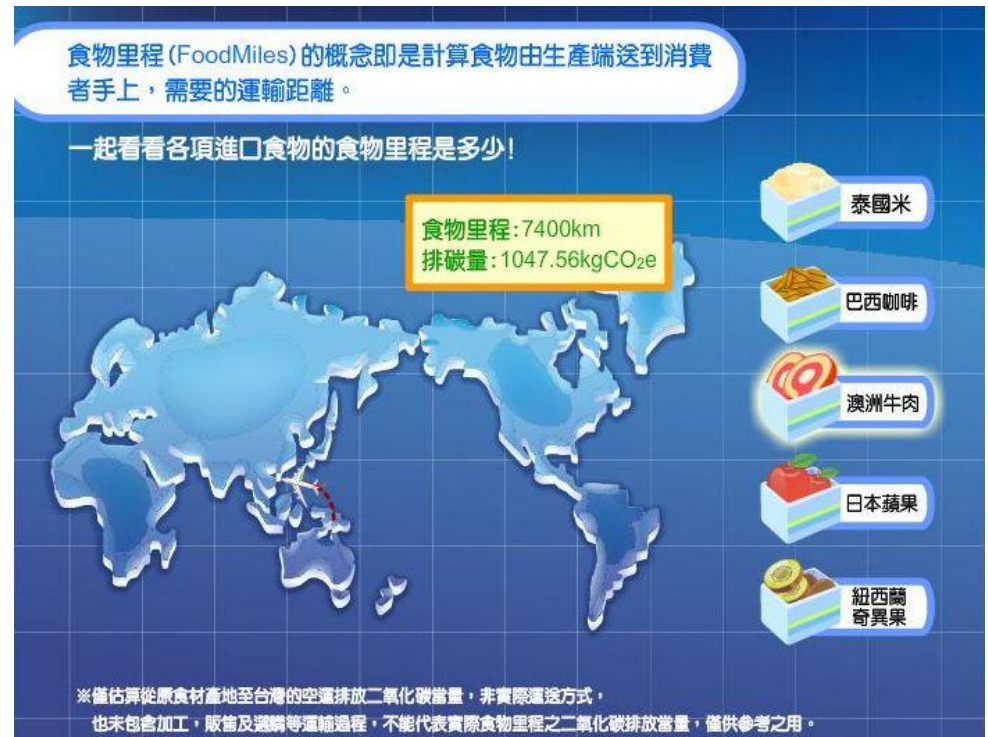 食物里程(FoodMiles)的概念即是計算食物由生產端送到消費
者手上，需要的運輸距離。
一起看看各項進口食物的食物里程是多少!
食物里程:7400km
排碳量:1047.56kgCO₂e
泰國米
巴西咖啡
澳洲牛肉
日本蘋果
紐西蘭
奇異果
※僅估算從原食材產地至台灣的空運排放二氧化碳當量，非實際運送方式，
也未包含加工，販售及選購等運輸過程，不能代表實際食物里程之二氧化碳排放當量，僅供參考之用。